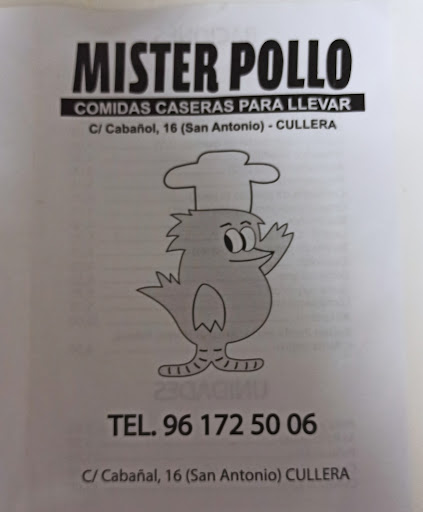 MISTER POLLO
COMIDAS CASERAS PARA LLEVAR
C/ Cabañol, 16 (San Antonio) - CULLERA
TEL. 96 172 50 06
C/ Cabañal, 16 (San Antonio) CULLERA